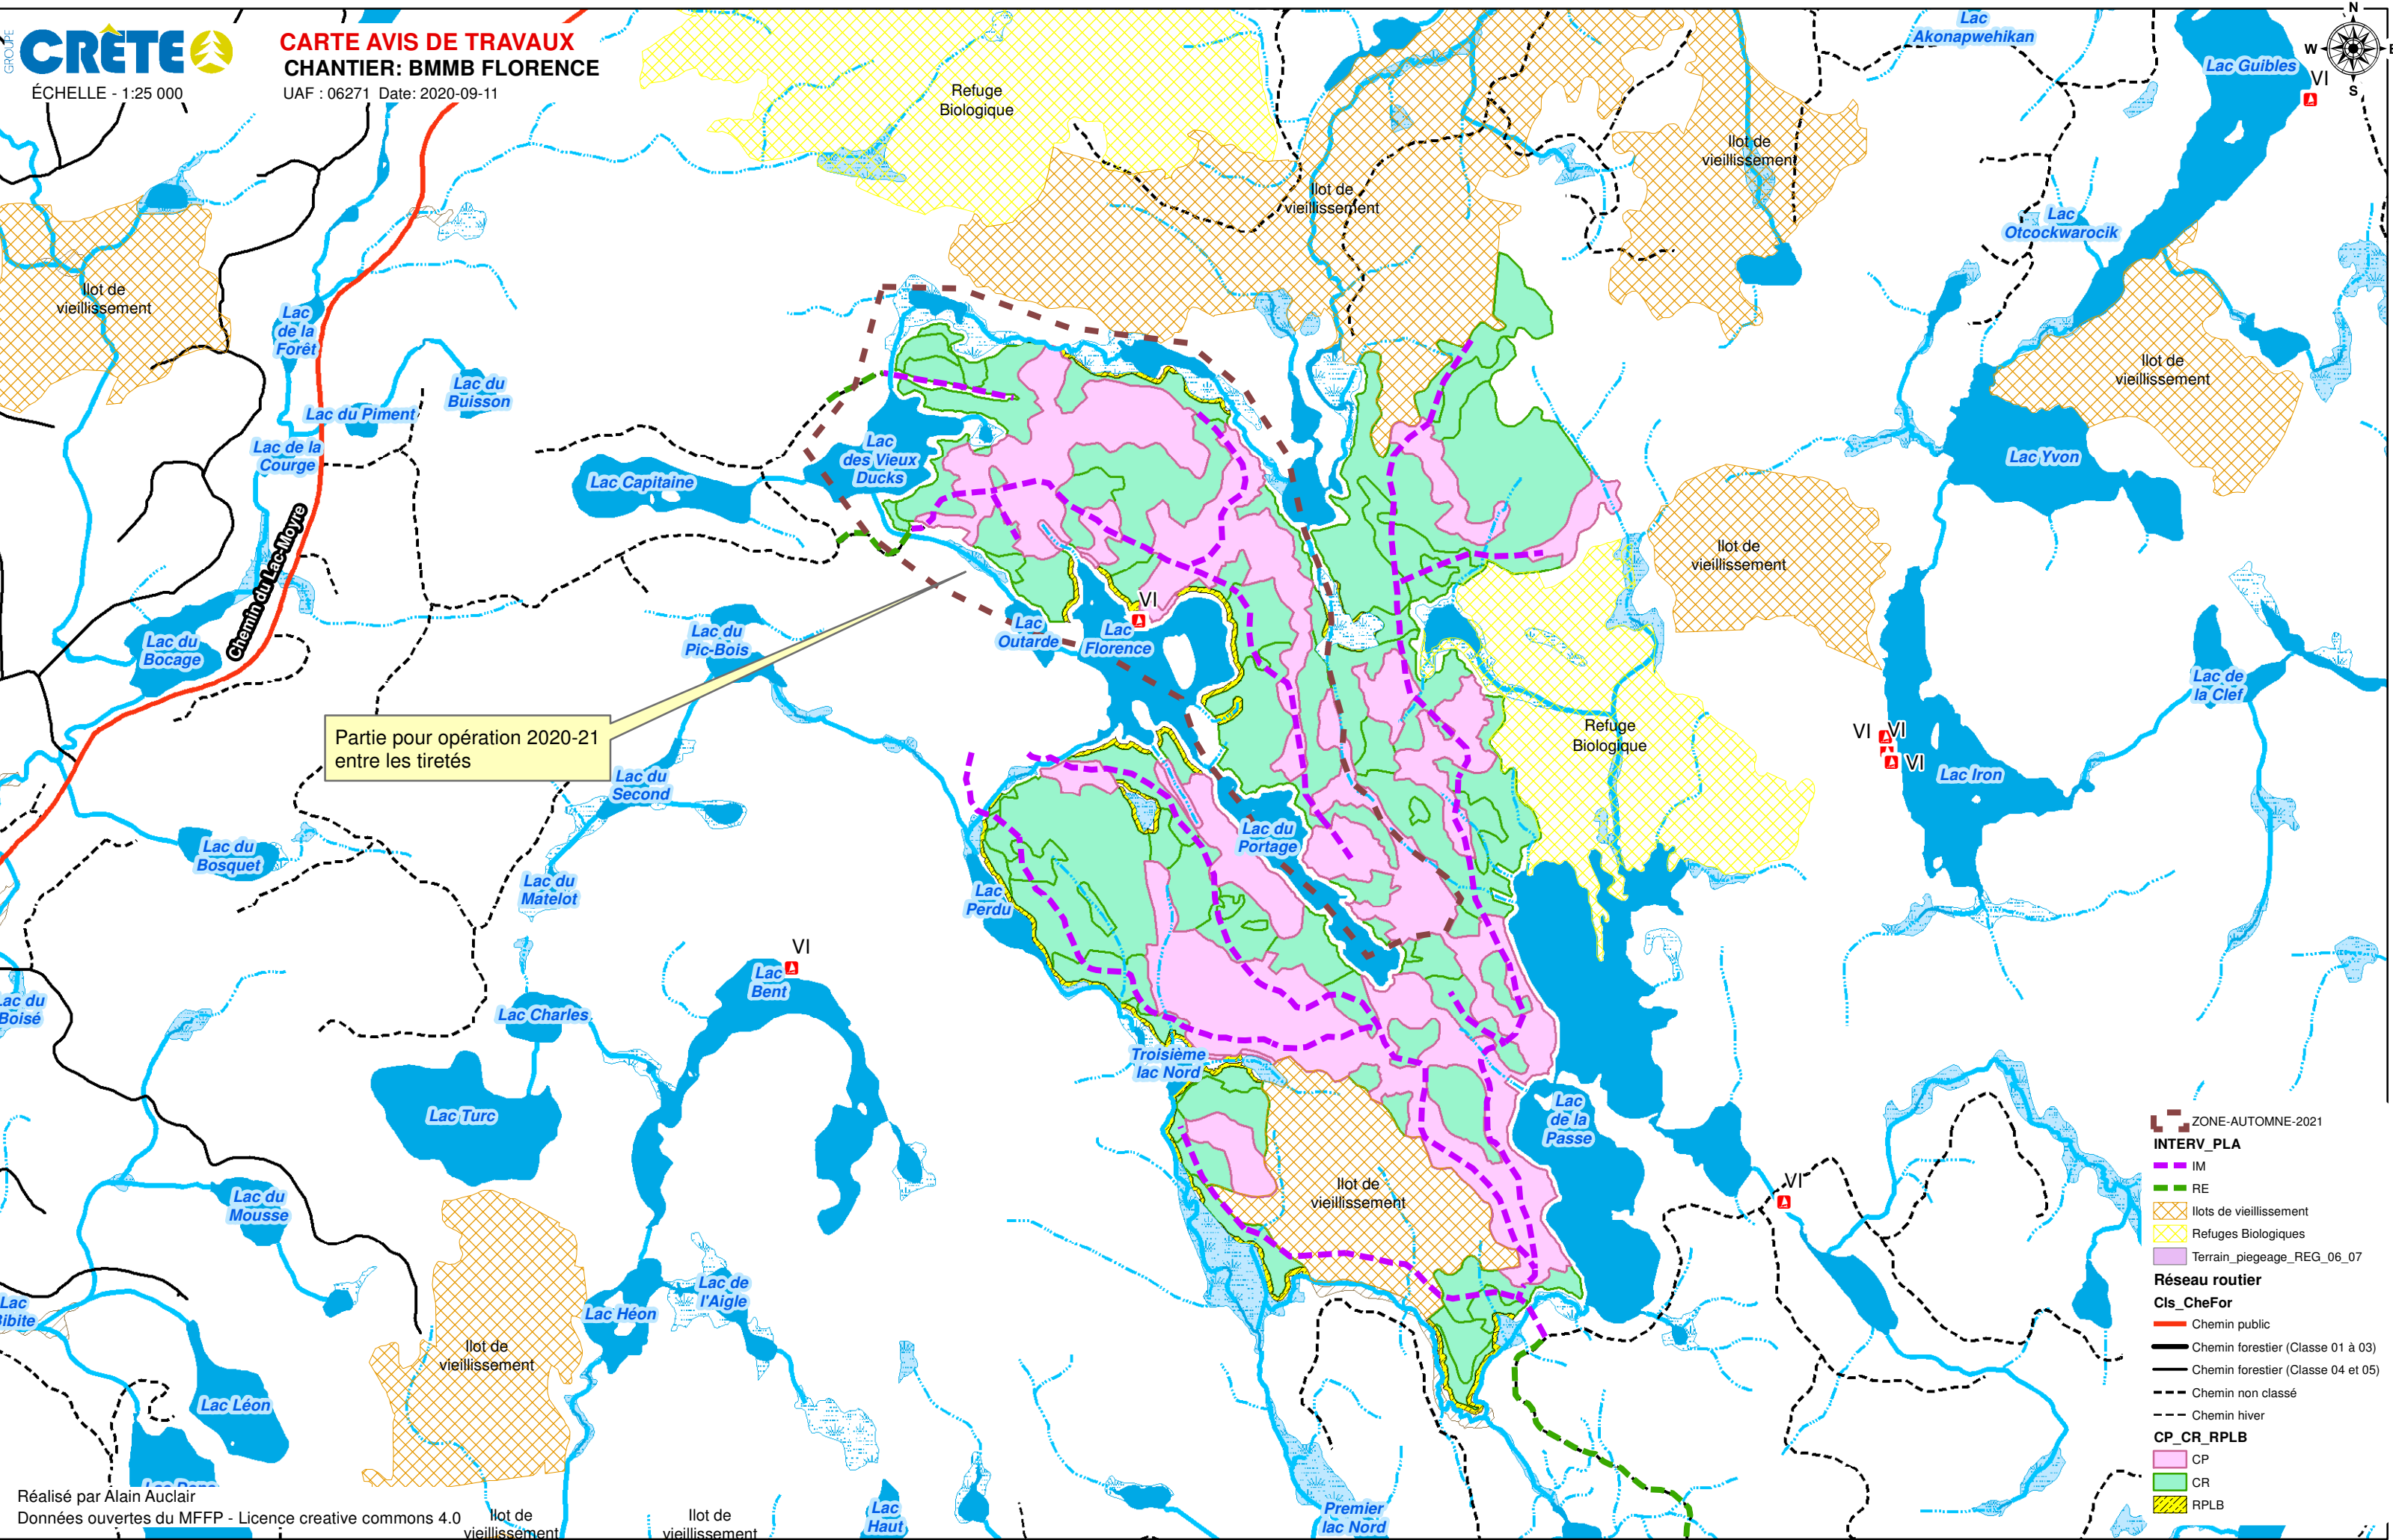 GROUPE
CRÊTE
ÉCHELLE - 1:25 000
CARTE AVIS DE TRAVAUX
CHANTIER: BMMB FLORENCE
UAF : 06271  Date: 2020-09-11
Refuge
Biologique
Lac
Akonapwehikan
Lac Guibles
VI
N
W
E
S
Ilot de
vieillissement
Ilot de
vieillissement
Lac
Otcockwarocik
Ilot de
vieillissement
Lac
de la
Forêt
Lac du
Buisson
Lac du Piment
Lac de la
Courge
Ilot de
vieillissement
Lac
des Vieux
Ducks
Lac Capitaine
Lac Yvon
Chemin du Lac-Moyre
Ilot de
vieillissement
VI
Lac du
Bocage
Lac du
Pic-Bois
Lac
Outarde
Lac
Florence
Lac de
la Clef
Refuge
Biologique
Partie pour opération 2020-21
entre les tiretés
VI
VI
VI
Lac Iron
Lac du
Second
Lac du
Bosquet
Lac du
Portage
Lac du
Matelot
Lac
Perdu
VI
Lac
Bent
Lac du
Boisé
Lac Charles
Troisième
lac Nord
Lac Turc
Lac
de la
Passe
Lac du
Mousse
Ilot de
vieillissement
VI
Lac de
l'Aigle
Lac
Bibite
Lac Héon
Ilot de
vieillissement
Lac Léon
Réalisé par Alain Auclair
Données ouvertes du MFFP - Licence creative commons 4.0
Ilot de
vieillissement
Ilot de
vieillissement
Lac
Haut
Premier
lac Nord
ZONE-AUTOMNE-2021
INTERV_PLA
IM
RE
Ilots de vieillissement
Refuges Biologiques
Terrain_piegeage_REG_06_07
Réseau routier
Cls_CheFor
Chemin public
Chemin forestier (Classe 01 à 03)
Chemin forestier (Classe 04 et 05)
Chemin non classé
Chemin hiver
CP_CR_RPLB
CP
CR
RPLB